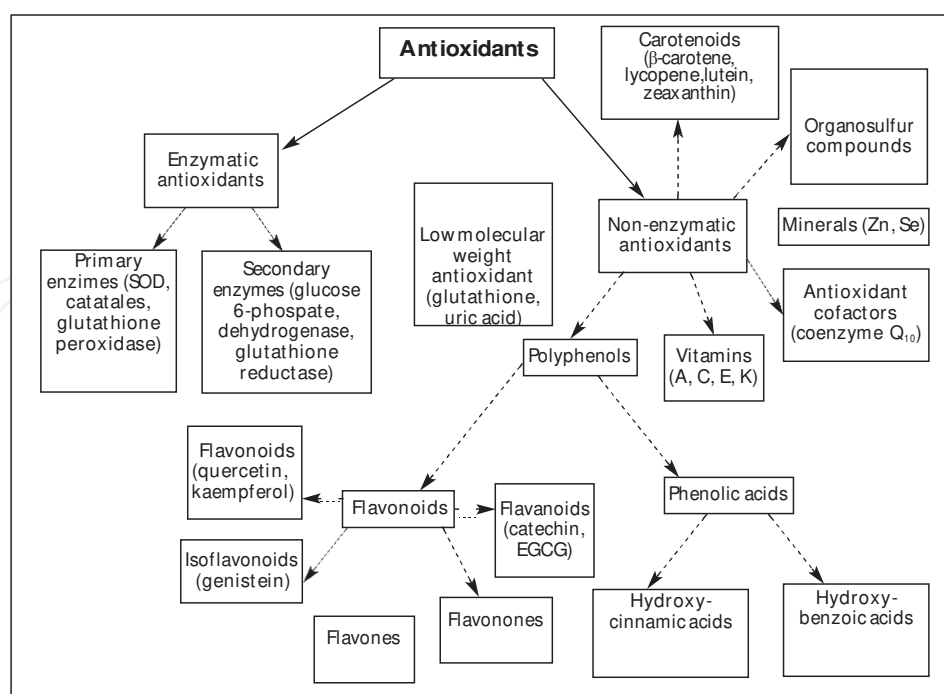 Antioxidants
Carotenoids
(β-carotene,
lycopene,lutein,
zeaxanthin)
Organosulfur
compounds
Enzymatic
antioxidants
Low molecular
weight
antioxidant
(glutathione,
uric acid)
Non-enzymatic
antioxidants
Minerals (Zn, Se)
Primary
enzimes (SOD,
catatales,
glutathione
peroxidase)
Secondary
enzymes (glucose
6-phospate,
dehydrogenase,
glutathione
reductase)
Antioxidant
cofactors
(coenzyme Q10)
Polyphenols
Vitamins
(A, C, E, K)
Flavonoids
(quercetin,
kaempferol)
Flavonoids
Flavanoids
(catechin,
EGCG)
Phenolic acids
Isoflavonoids
(genistein)
Flavones
Flavonones
Hydroxy-
cinnamic acids
Hydroxy-
benzoic acids